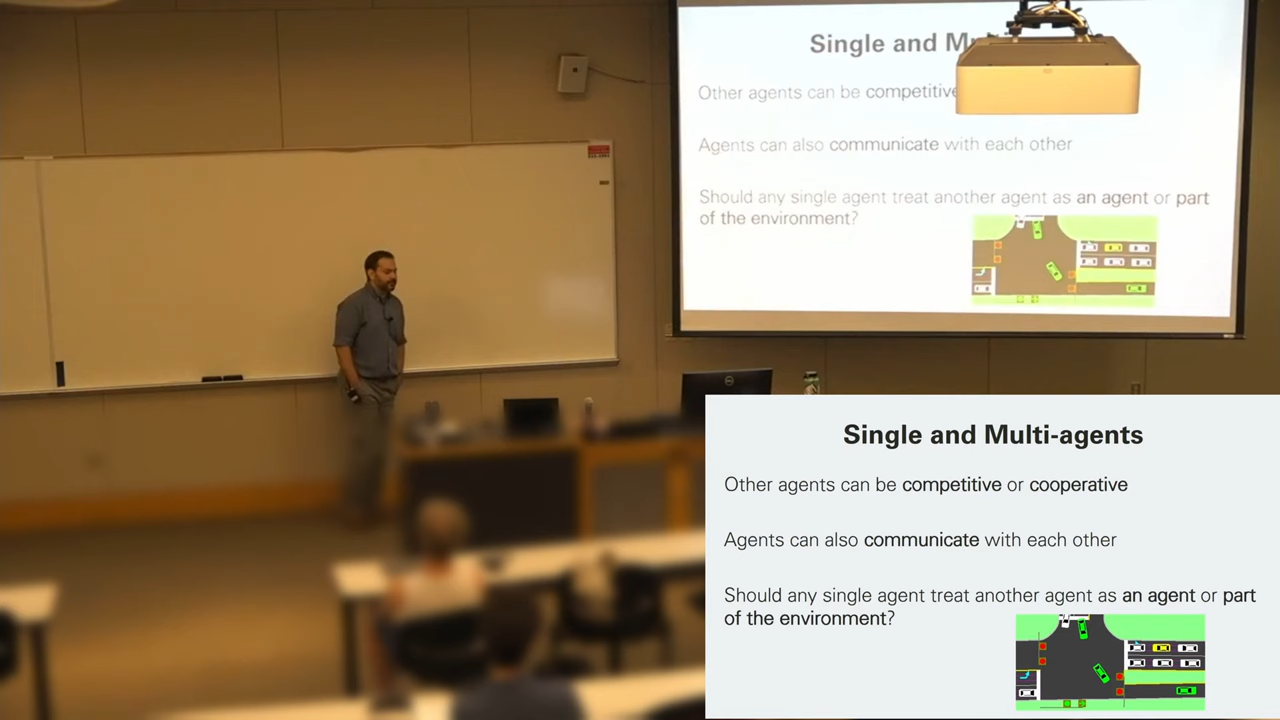 Single and M
Other agents can be competitive
Agents can also communicate with each other
Should any single agent treat another agent as an agent or part
of the environment?
DELL
Single and Multi-agents
Other agents can be competitive or cooperative
Agents can also communicate with each other
Should any single agent treat another agent as an agent or part
of the environment?